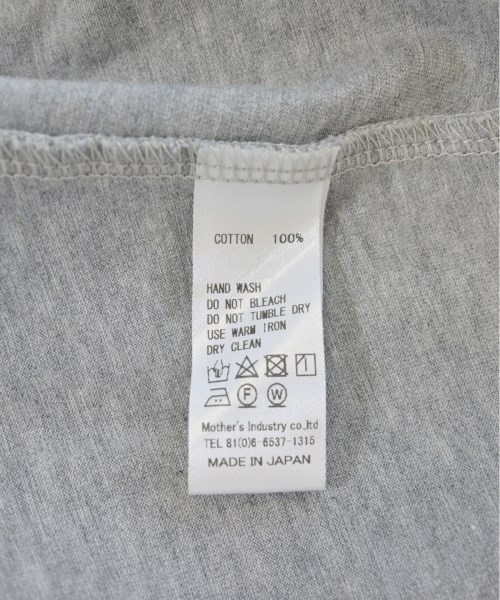 COTTON 100%
HAND WASH
DO NOT BLEACH
DO NOT TUMBLE DRY
USE WARM IRON
DRY CLEAN
F W
Mother's Industry co.,ltd
TEL 81(0)6-6537-1315
MADE IN JAPAN